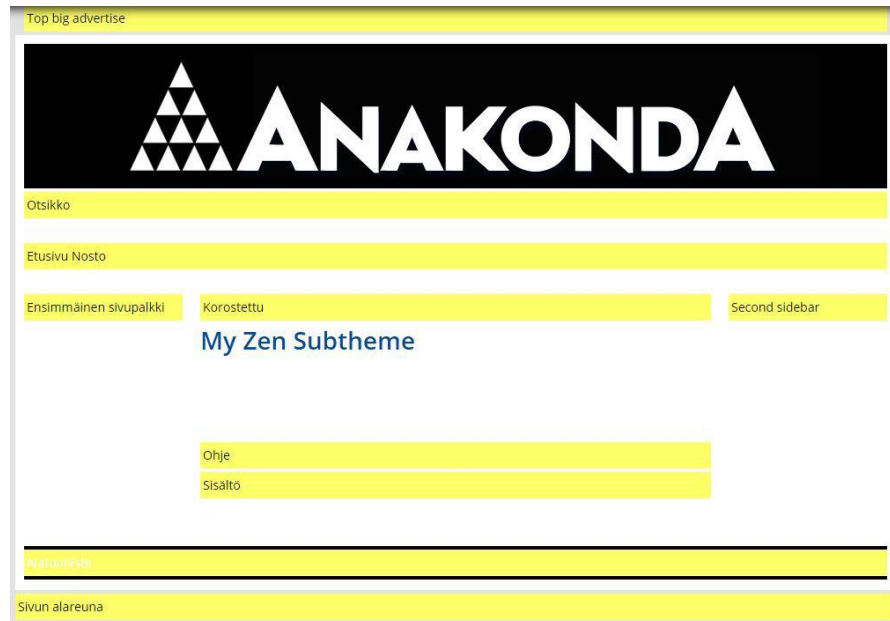 Top big advertise
ANAKONDA
Otsikko
Etusivu Nosto
Ensimmäinen sivupalkki
Korostettu
Second sidebar
My Zen Subtheme
Ohje
Sisältö
Sivun alareuna